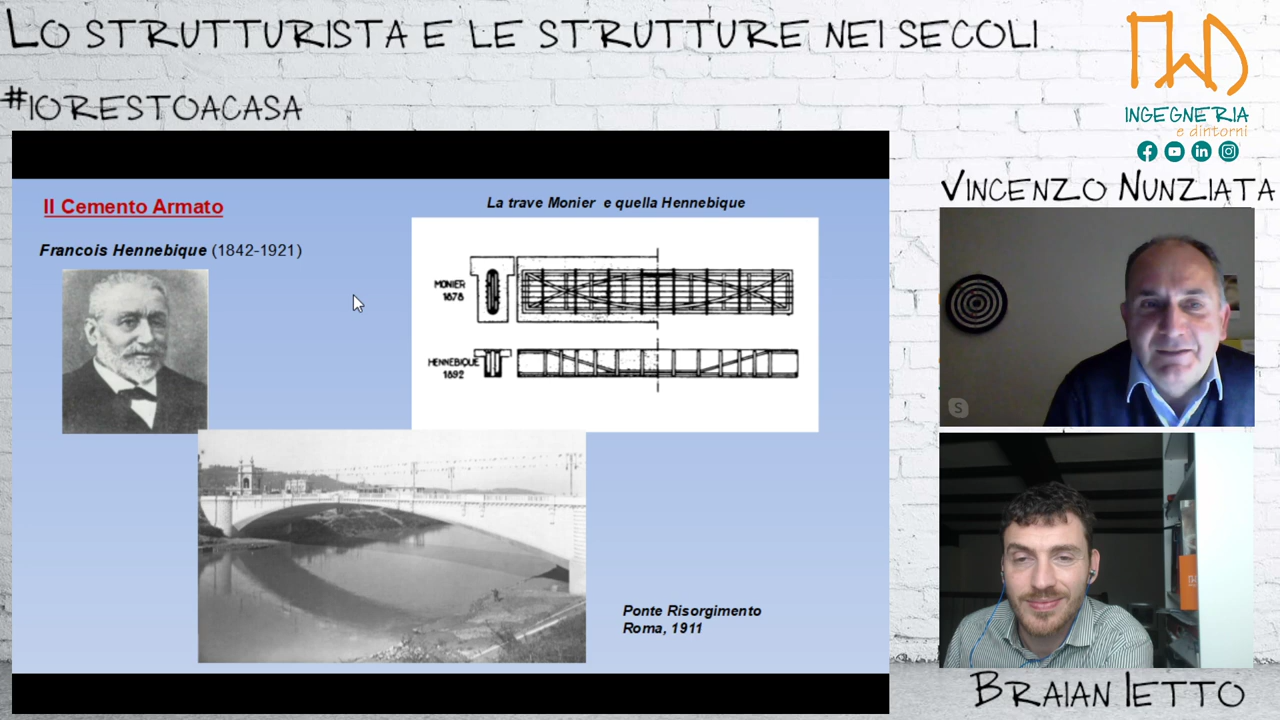 LO STRUTTURISTA E LE STRUTTURE NEI SECOLI
#IORESTOACASA
INGEGNERIA
e dintorni
Il Cemento Armato
Francois Hennebique (1842-1921)
La trave Monier e quella Hennebique
MONIER
1878
HENNEBIQUE
1892
Ponte Risorgimento
Roma, 1911
VINCENZO NUNZIATA
S
BRAIAN IETTO